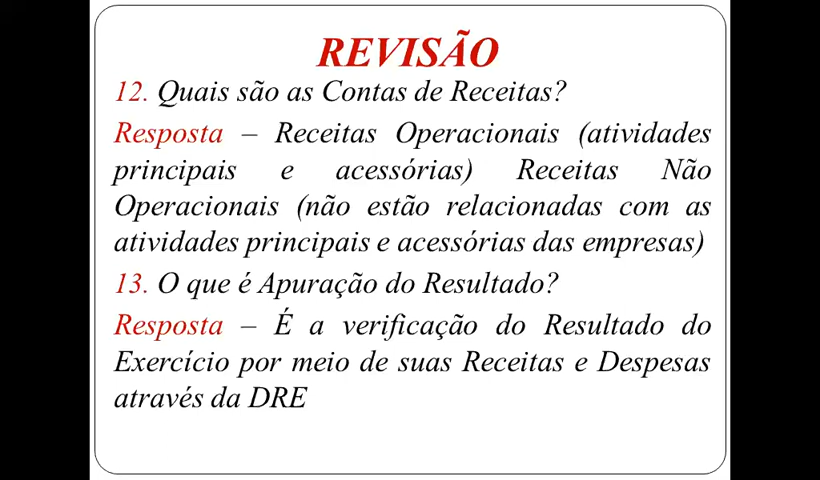 REVISÃO
12. Quais são as Contas de Receitas?
Resposta – Receitas Operacionais (atividades
principais e acessórias) Receitas Não
Operacionais (não estão relacionadas com as
atividades principais e acessórias das empresas)
13. O que é Apuração do Resultado?
Resposta – É a verificação do Resultado do
Exercício por meio de suas Receitas e Despesas
através da DRE